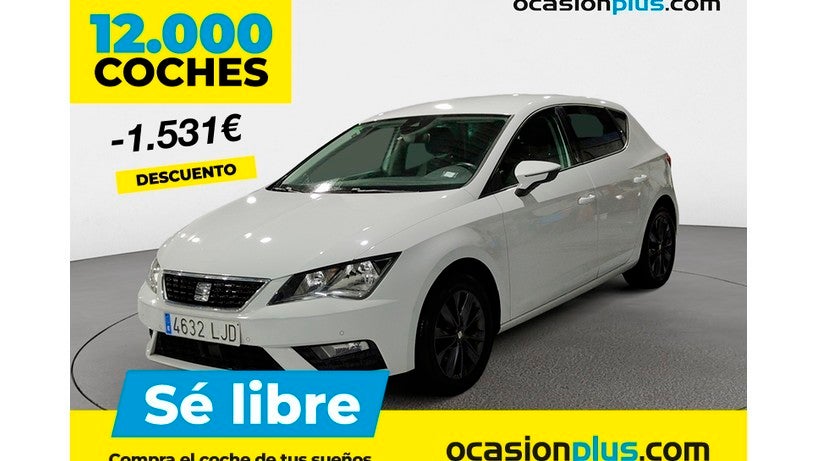 ocasionplus.com
12.000
COCHES
-1.531€
DESCUENTO
4632 LJD
Sé libre
Compra el coche de tus sueños
ocasionplus.com